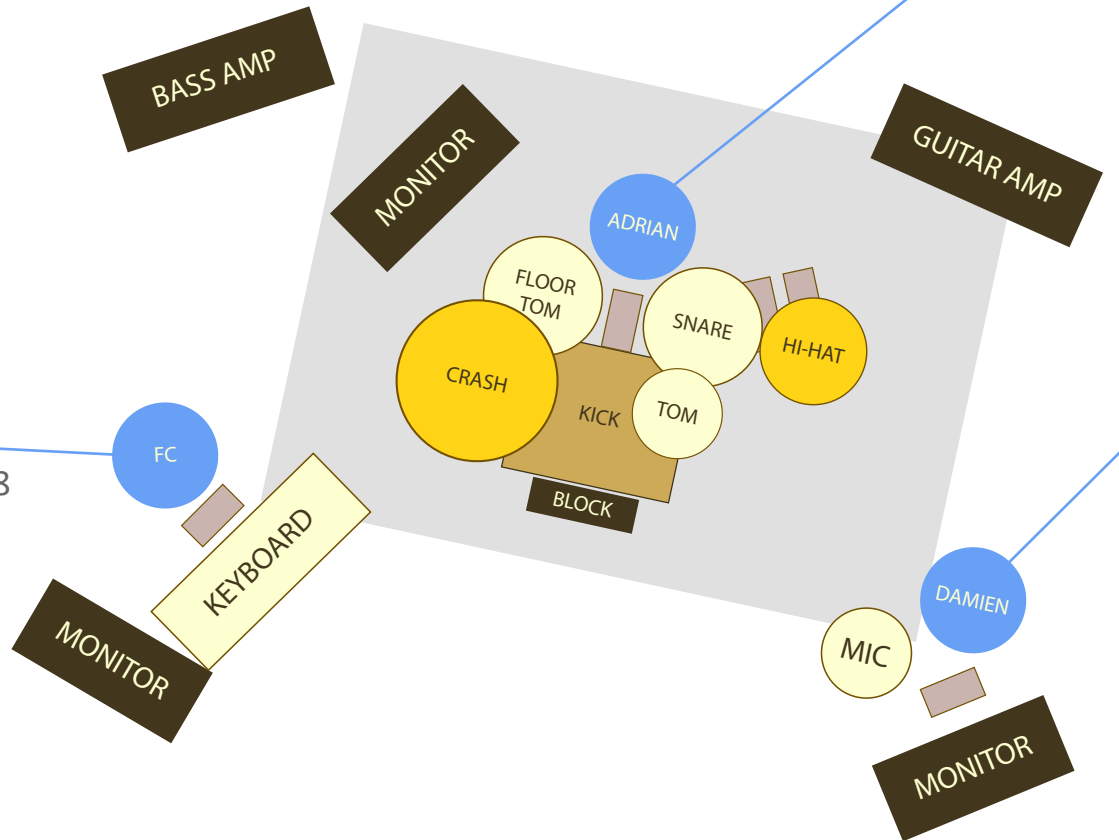 BASS AMP
MONITOR
GUITAR AMP
ADRIAN
FLOOR
TOM
SNARE
HI-HAT
CRASH
KICK
TOM
FC
8
BLOCK
KEYBOARD
MONITOR
DAMIEN
MIC
MONITOR